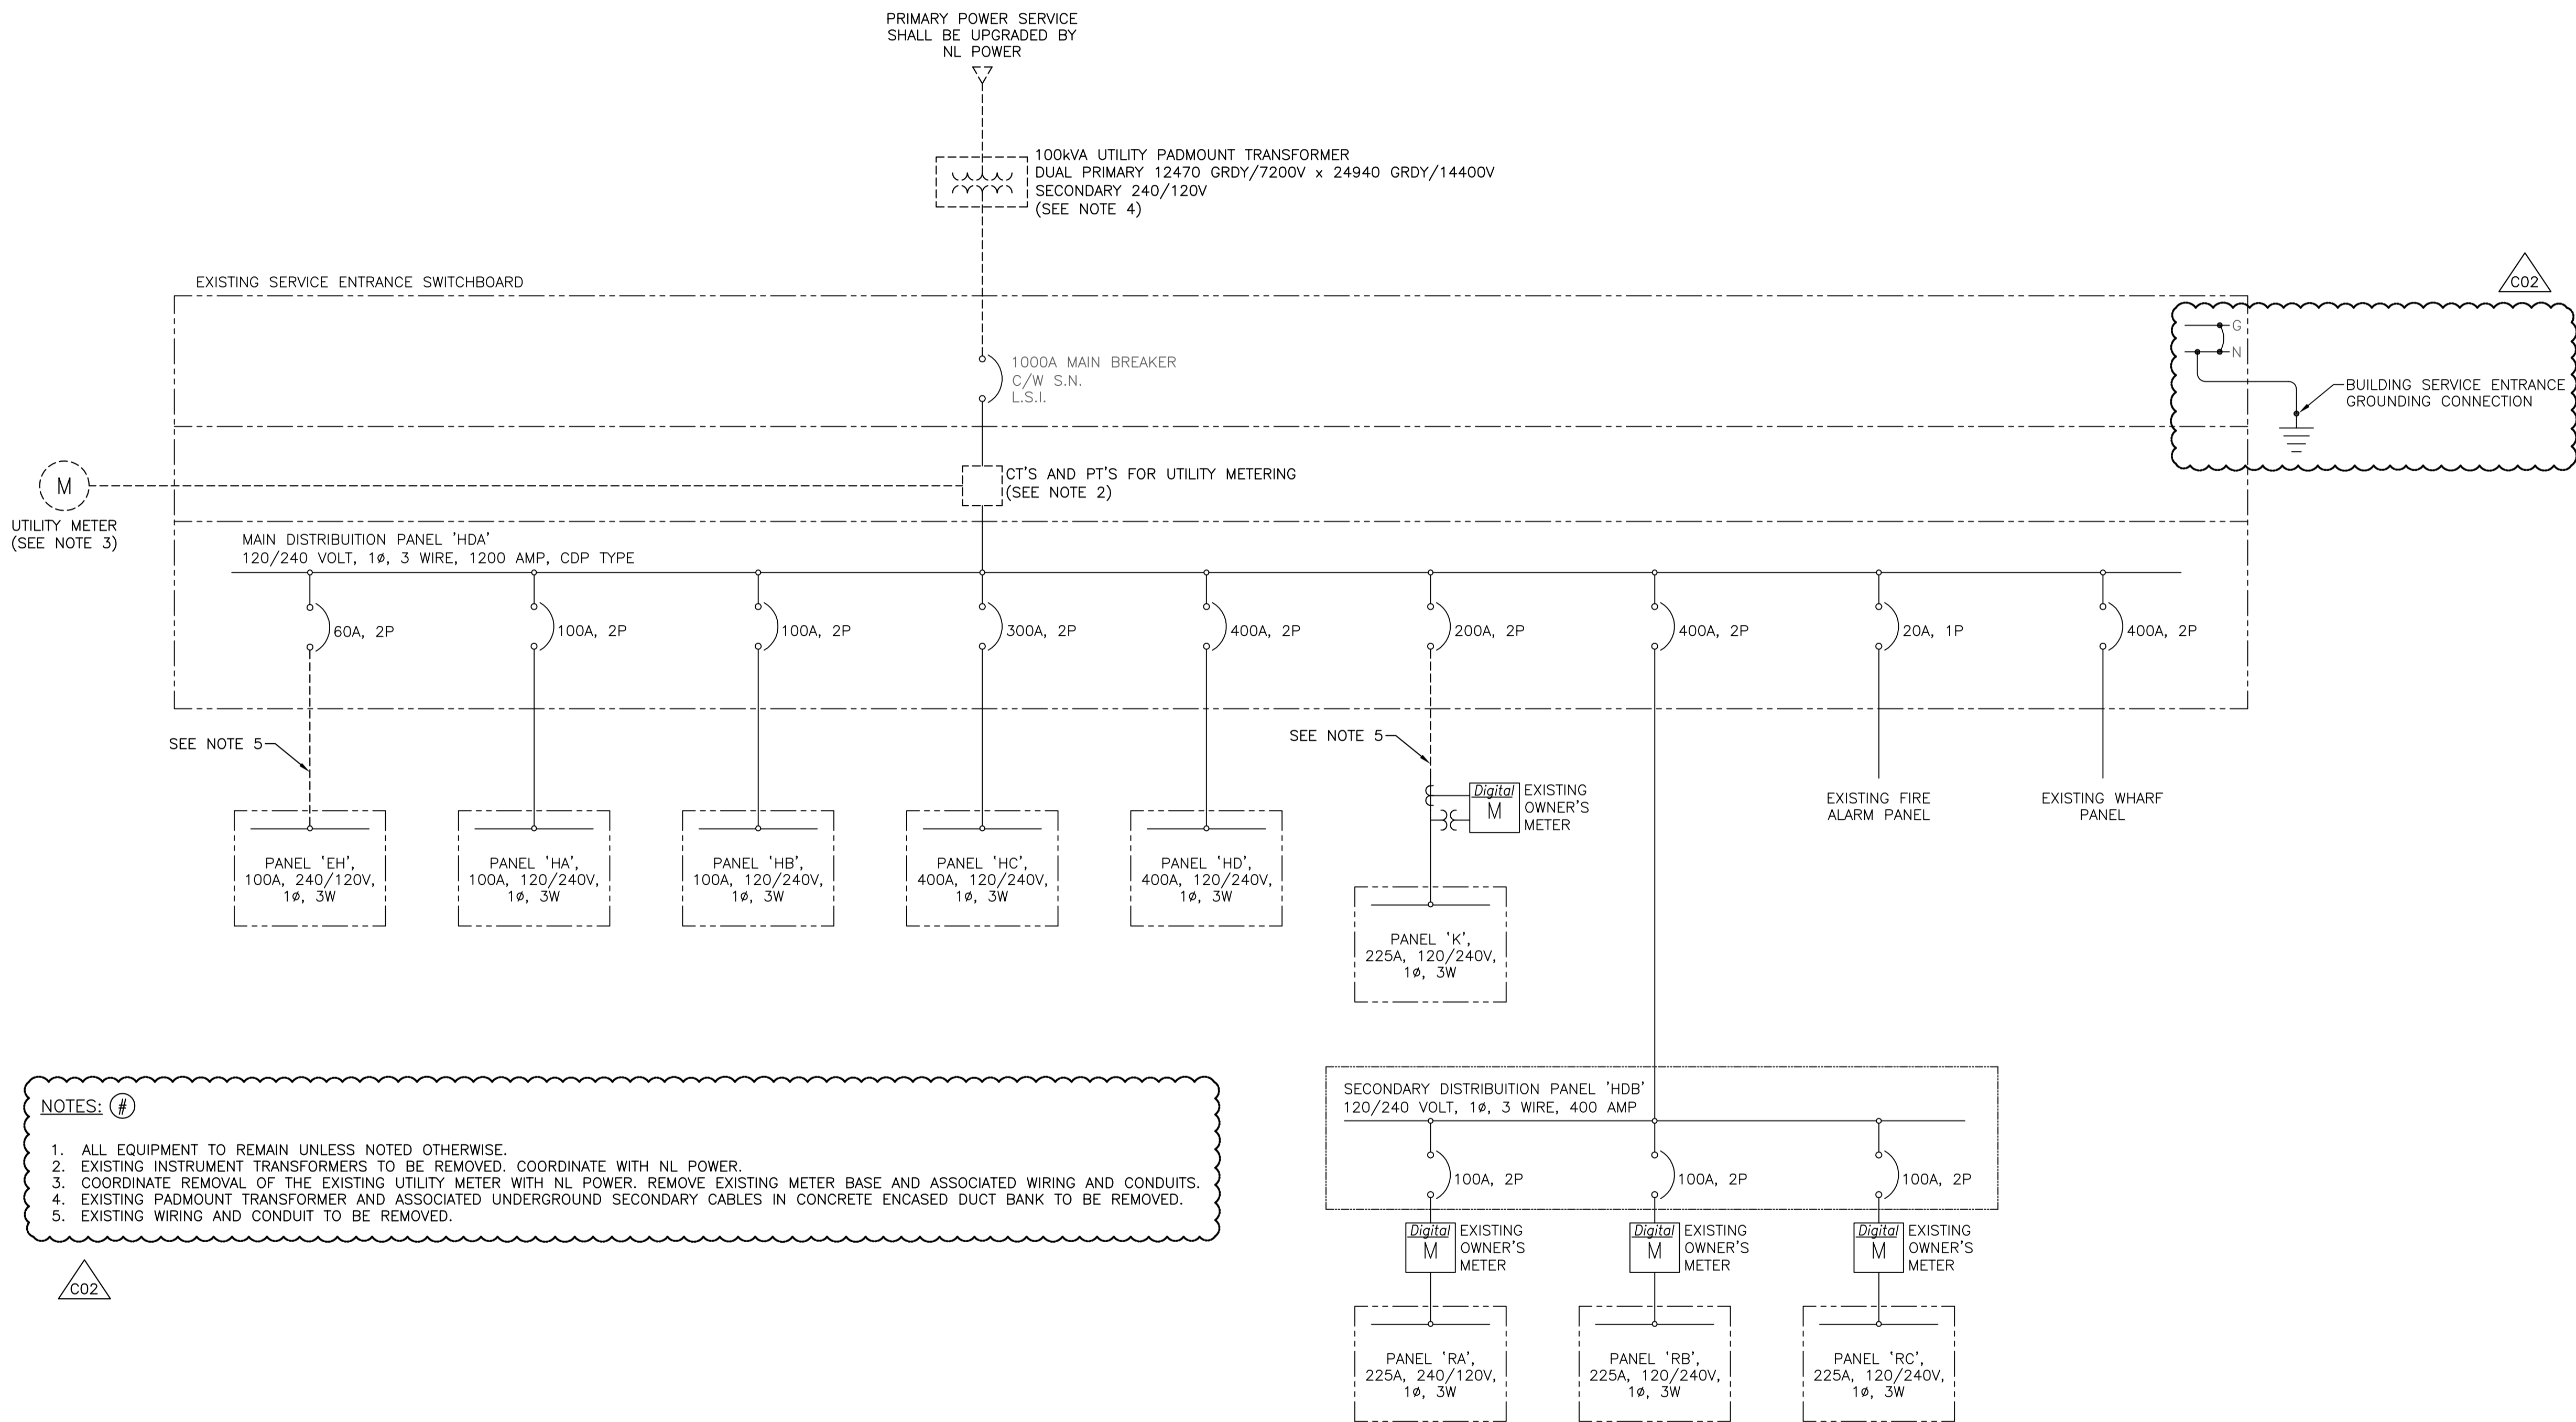 PRIMARY POWER SERVICE
SHALL BE UPGRADED BY
NL POWER
100kVA UTILITY PADMOUNT TRANSFORMER
DUAL PRIMARY 12470 GRDY/7200V x 24940 GRDY/14400V
SECONDARY 240/120V
(SEE NOTE 4)
EXISTING SERVICE ENTRANCE SWITCHBOARD
C02
G
N
BUILDING SERVICE ENTRANCE
GROUNDING CONNECTION
1000A MAIN BREAKER
C/W S.N.
L.S.I.
M
UTILITY METER
(SEE NOTE 3)
CT'S AND PT'S FOR UTILITY METERING
(SEE NOTE 2)
MAIN DISTRIBUITION PANEL 'HDA'
120/240 VOLT, 1ø, 3 WIRE, 1200 AMP, CDP TYPE
60A, 2P
100A, 2P
100A, 2P
300A, 2P
400A, 2P
200A, 2P
400A, 2P
20A, 1P
400A, 2P
SEE NOTE 5
SEE NOTE 5
Digital
M
EXISTING
OWNER'S
METER
EXISTING FIRE
ALARM PANEL
EXISTING WHARF
PANEL
PANEL 'EH',
100A, 240/120V,
1ø, 3W
PANEL 'HA',
100A, 120/240V,
1ø, 3W
PANEL 'HB',
100A, 120/240V,
1ø, 3W
PANEL 'HC',
400A, 120/240V,
1ø, 3W
PANEL 'HD',
400A, 120/240V,
1ø, 3W
PANEL 'K',
225A, 120/240V,
1ø, 3W
SECONDARY DISTRIBUITION PANEL 'HDB'
120/240 VOLT, 1ø, 3 WIRE, 400 AMP
100A, 2P
100A, 2P
100A, 2P
Digital
M
EXISTING
OWNER'S
METER
Digital
M
EXISTING
OWNER'S
METER
Digital
M
EXISTING
OWNER'S
METER
PANEL 'RA',
225A, 240/120V,
1ø, 3W
PANEL 'RB',
225A, 120/240V,
1ø, 3W
PANEL 'RC',
225A, 120/240V,
1ø, 3W
NOTES: #
1. ALL EQUIPMENT TO REMAIN UNLESS NOTED OTHERWISE.
2. EXISTING INSTRUMENT TRANSFORMERS TO BE REMOVED. COORDINATE WITH NL POWER.
3. COORDINATE REMOVAL OF THE EXISTING UTILITY METER WITH NL POWER. REMOVE EXISTING METER BASE AND ASSOCIATED WIRING AND CONDUITS.
4. EXISTING PADMOUNT TRANSFORMER AND ASSOCIATED UNDERGROUND SECONDARY CABLES IN CONCRETE ENCASED DUCT BANK TO BE REMOVED.
5. EXISTING WIRING AND CONDUIT TO BE REMOVED.
C02